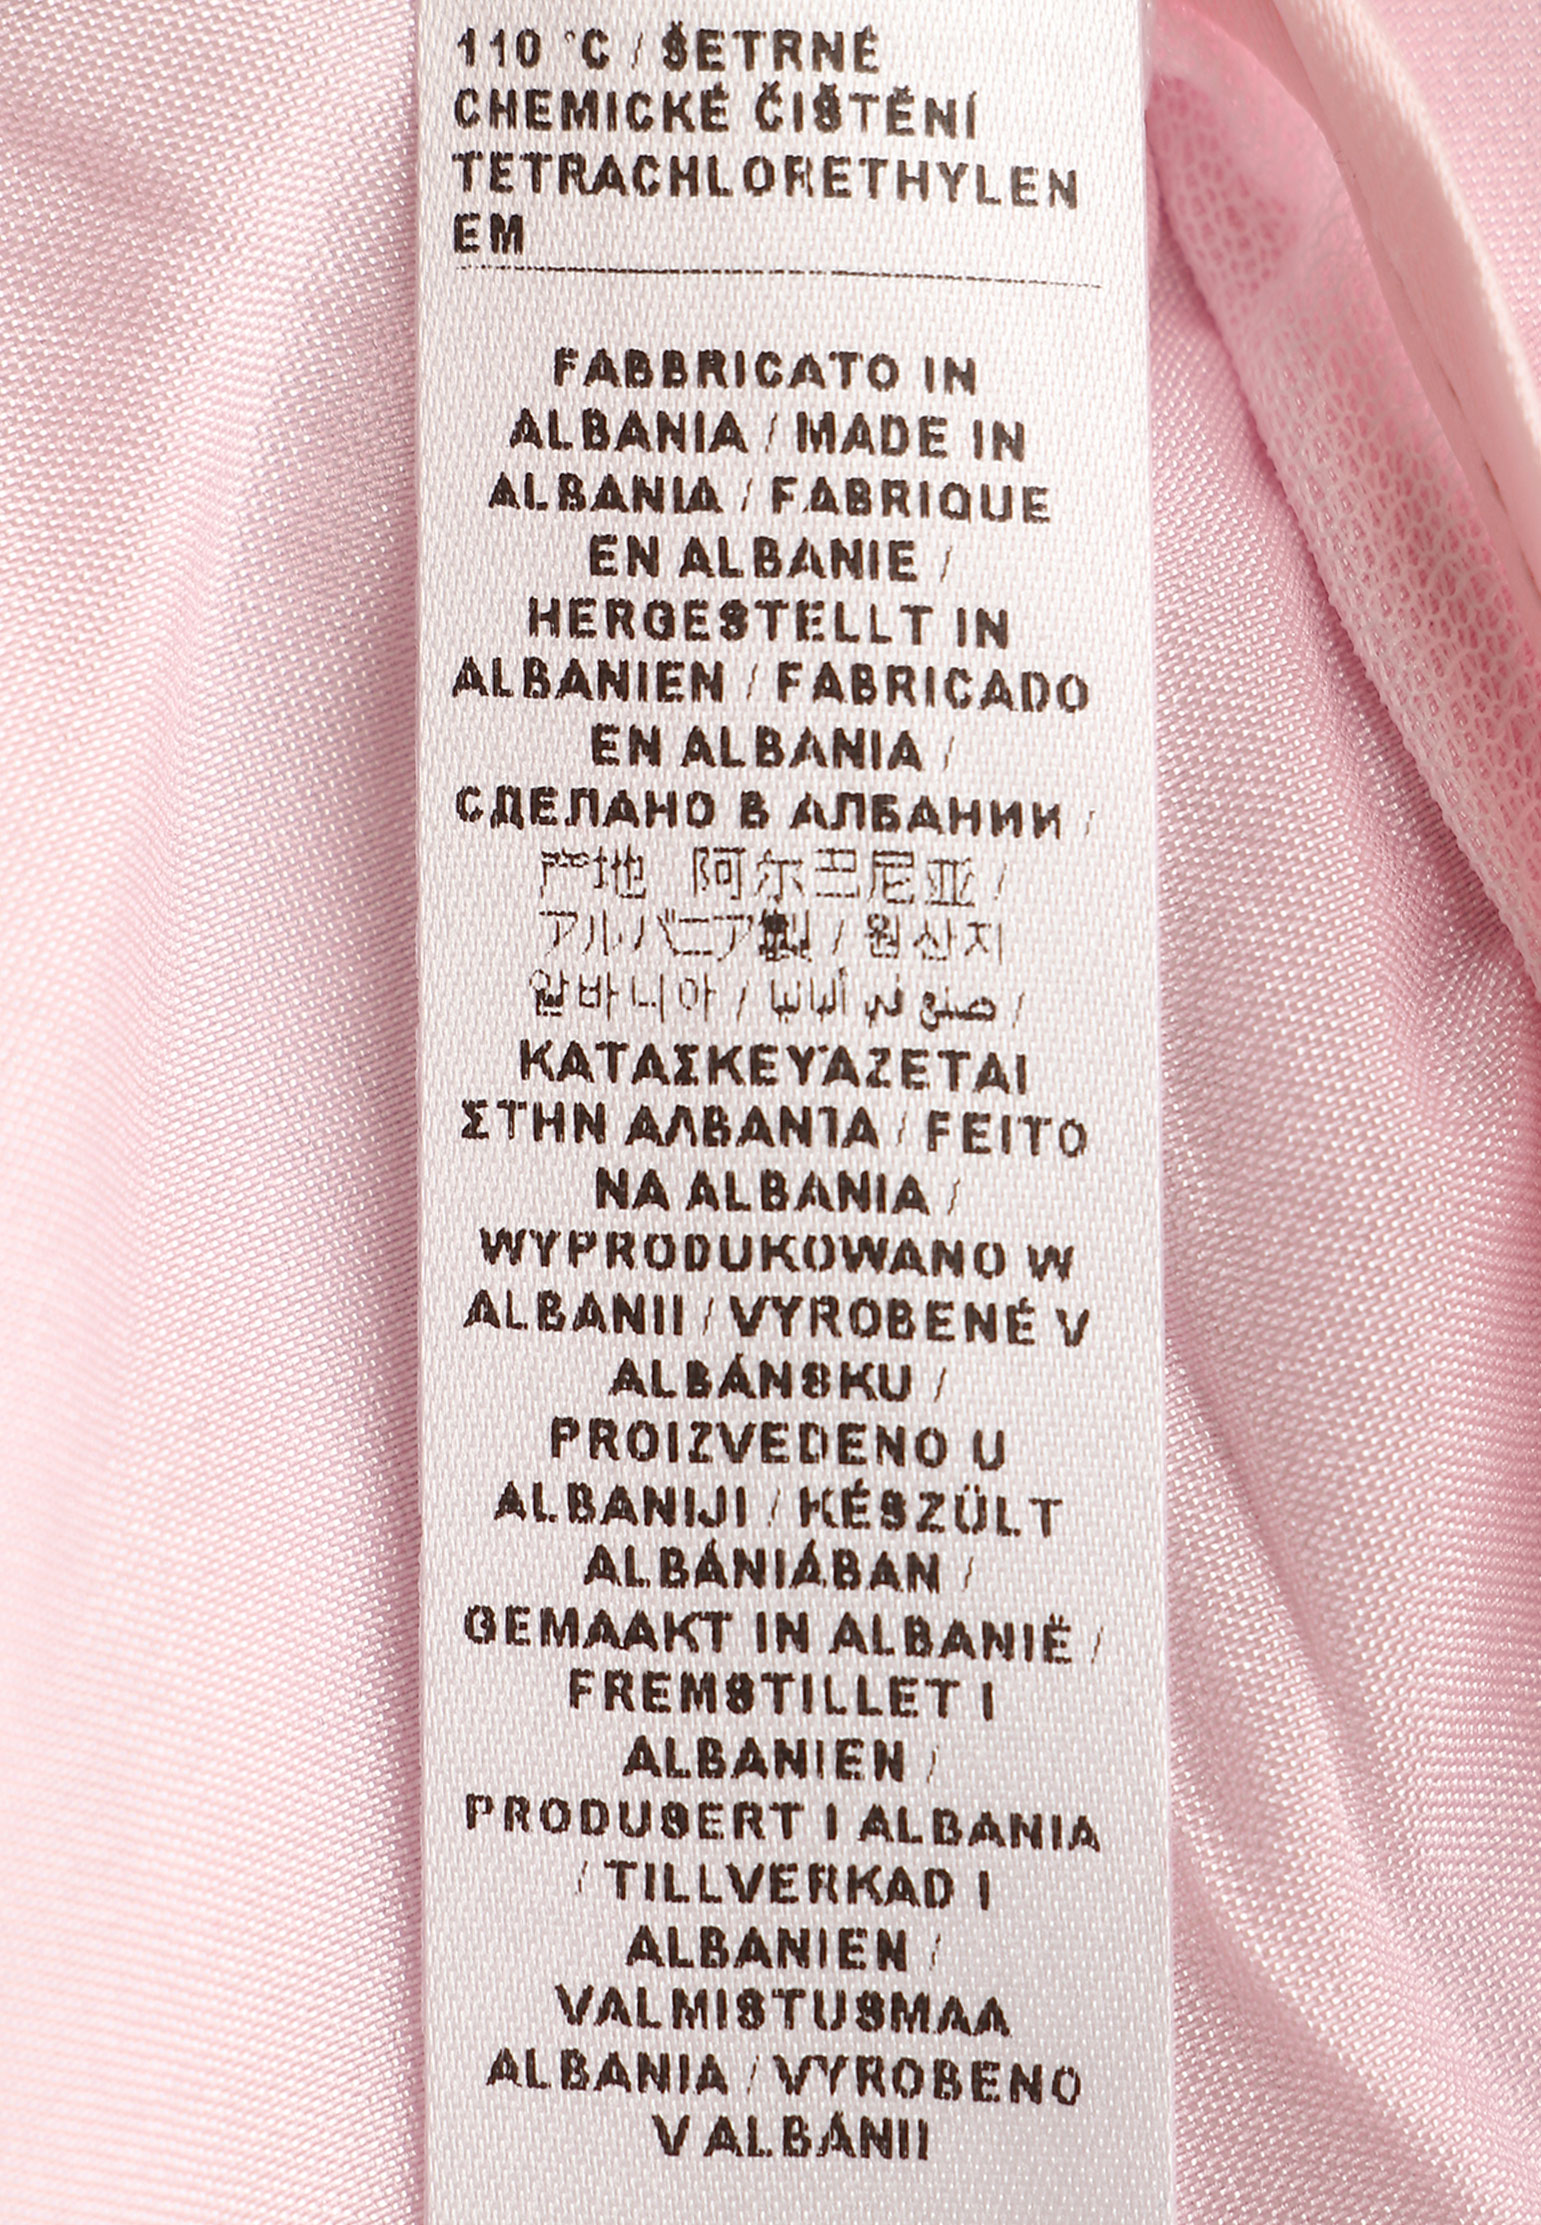 110 °C / ŠETRNÉ
CHEMICKÉ ČIŠTĚNÍ
TETRACHLORETHYLEN
EM
FABBRICATO IN
ALBANIA / MADE IN
ALBANIA / FABRIQUE
EN ALBANIE /
HERGESTELLT IN
ALBANIEN / FABRICADO
EN ALBANIA /
СДЕЛАНО В АЛБАНИИ /
产地 阿尔巴尼亚 /
アルバニア製 / 원산지
알바니아 / صنع في ألبانيا /
ΚΑΤΑΣΚΕΥΑΖΕΤΑΙ
ΣΤΗΝ ΑΛΒΑΝΊΑ / FEITO
NA ALBANIA /
WYPRODUKOWANO W
ALBANII / VYROBENÉ V
ALBÁNSKU /
PROIZVEDENO U
ALBANIJI / KÉSZÜLT
ALBÁNIÁBAN /
GEMAAKT IN ALBANIË /
FREMSTILLET I
ALBANIEN /
PRODUSERT I ALBANIA
/ TILLVERKAD I
ALBANIEN /
VALMISTUSMAA
ALBANIA / VYROBENO
V ALBÁNII